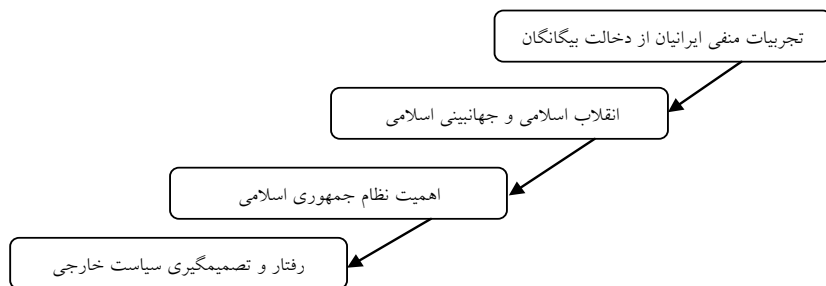 تجربیات منفی ایرانیان از دخالت بیگانگان
انقلاب اسلامی و جهانبینی اسلامی
اهمیت نظام جمهوری اسلامی
رفتار و تصمیمگیری سیاست خارجی